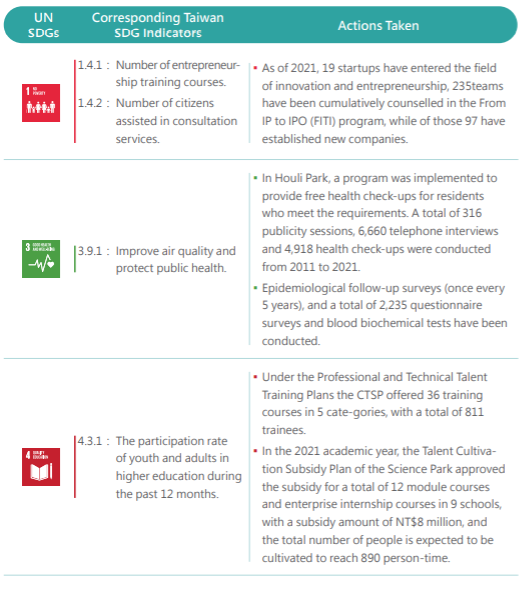 UN
SDGs
Corresponding Taiwan
SDG Indicators
Actions Taken
1 NO
POVERTY
1.4.1 : Number of entrepreneur-
ship training courses.
1.4.2 : Number of citizens
assisted in consultation
services.
• As of 2021, 19 startups have entered the field
of innovation and entrepreneurship, 235teams
have been cumulatively counselled in the From
IP to IPO (FITI) program, while of those 97 have
established new companies.
3 GOOD HEALTH
AND WELL-BEING
3.9.1 : Improve air quality and
protect public health.
• In Houli Park, a program was implemented to
provide free health check-ups for residents
who meet the requirements. A total of 316
publicity sessions, 6,660 telephone interviews
and 4,918 health check-ups were conducted
from 2011 to 2021.
• Epidemiological follow-up surveys (once every
5 years), and a total of 2,235 questionnaire
surveys and blood biochemical tests have been
conducted.
4 QUALITY
EDUCATION
4.3.1 : The participation rate
of youth and adults in
higher education during
the past 12 months.
• Under the Professional and Technical Talent
Training Plans the CTSP offered 36 training
courses in 5 cate-gories, with a total of 811
trainees.
• In the 2021 academic year, the Talent Cultiva-
tion Subsidy Plan of the Science Park approved
the subsidy for a total of 12 module courses
and enterprise internship courses in 9 schools,
with a subsidy amount of NT$8 million, and
the total number of people is expected to be
cultivated to reach 890 person-time.